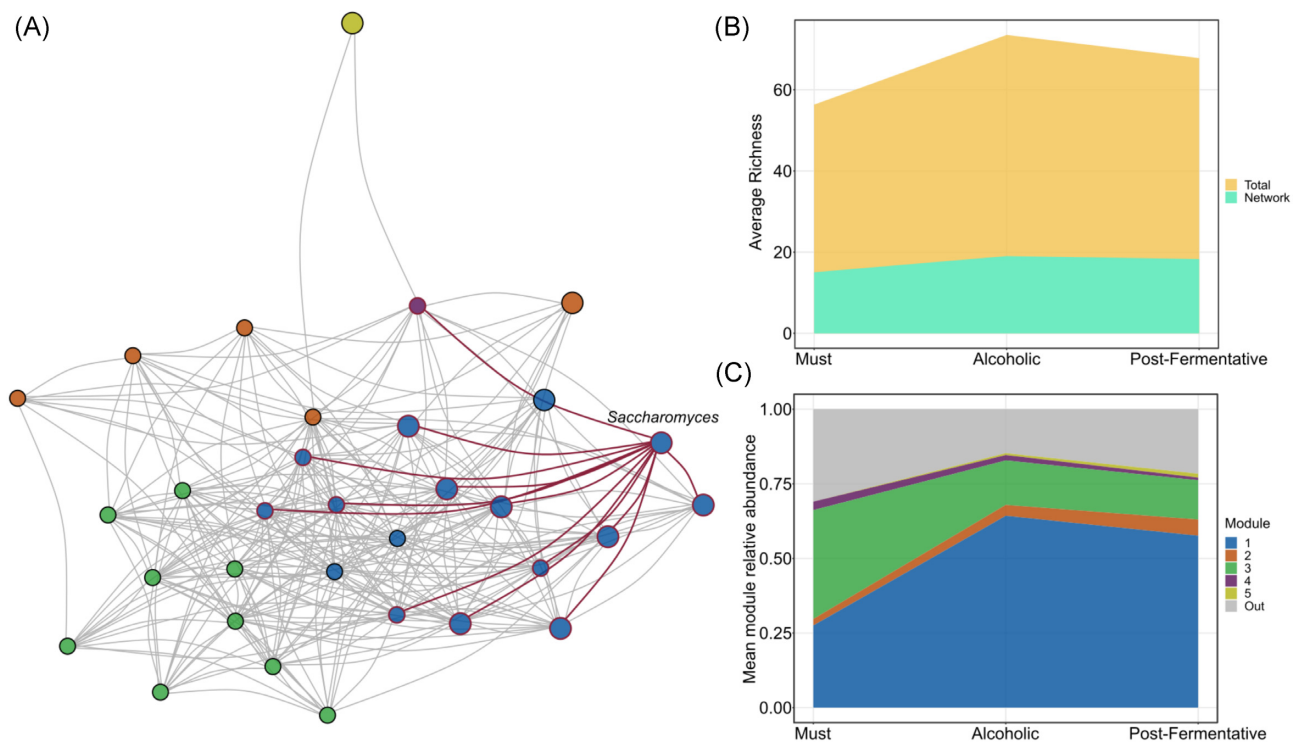 (A)
Saccharomyces
(B)
Average Richness
60
40
20
0
Must Alcoholic Post-Fermentative
Total
Network
(C)
Mean module relative abundance
1.00
0.75
0.50
0.25
0.00
Must Alcoholic Post-Fermentative
Module
1
2
3
4
5
Out